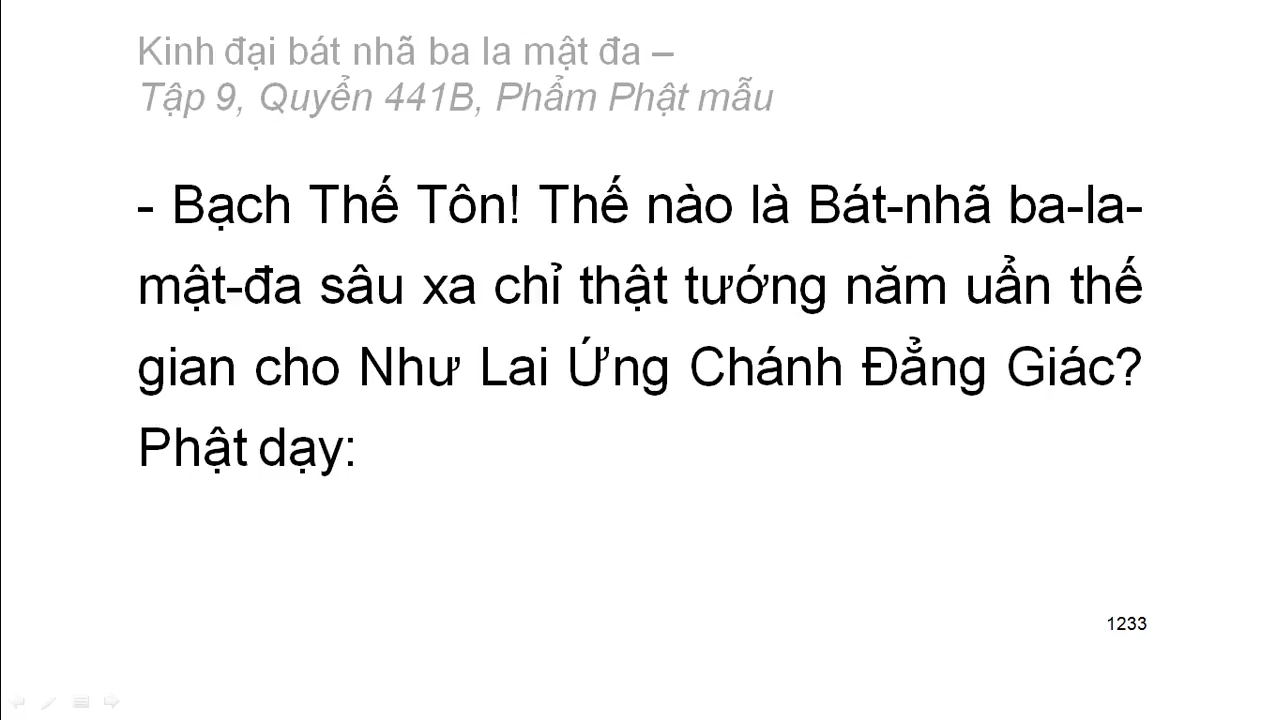 Kinh đại bát nhã ba la mật đa –
Tập 9, Quyển 441B, Phẩm Phật mẫu
- Bạch Thế Tôn! Thế nào là Bát-nhã ba-la-
mật-đa sâu xa chỉ thật tướng năm uẩn thế
gian cho Như Lai Ứng Chánh Đẳng Giác?
Phật dạy:
1233